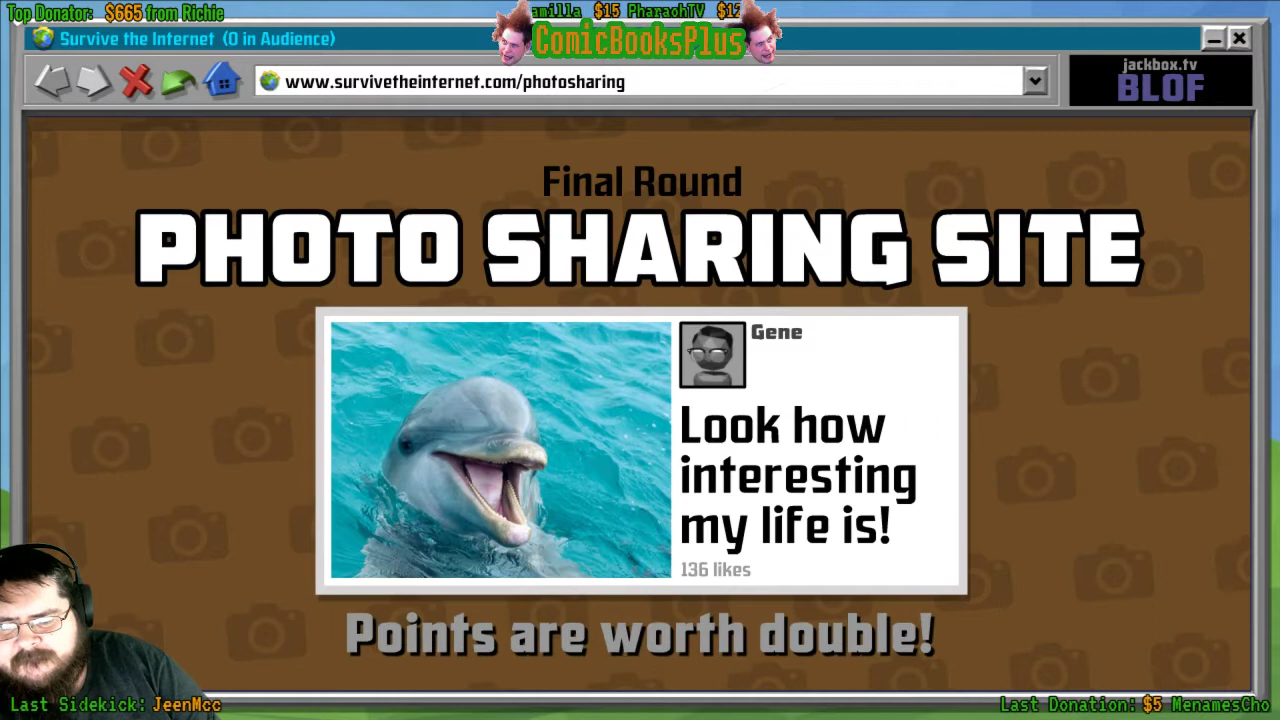 Top Donator: $665 from Richie
amilla $15 PharaohTV $12
ComicBooksPlus
Survive the Internet (0 in Audience)
www.survivetheinternet.com/photosharing
jackbox.tv
BLOF
Final Round
PHOTO SHARING SITE
Gene
Look how
interesting
my life is!
136 likes
Points are worth double!
Last Sidekick: JeenMcc
Last Donation: $5 MenamesCho